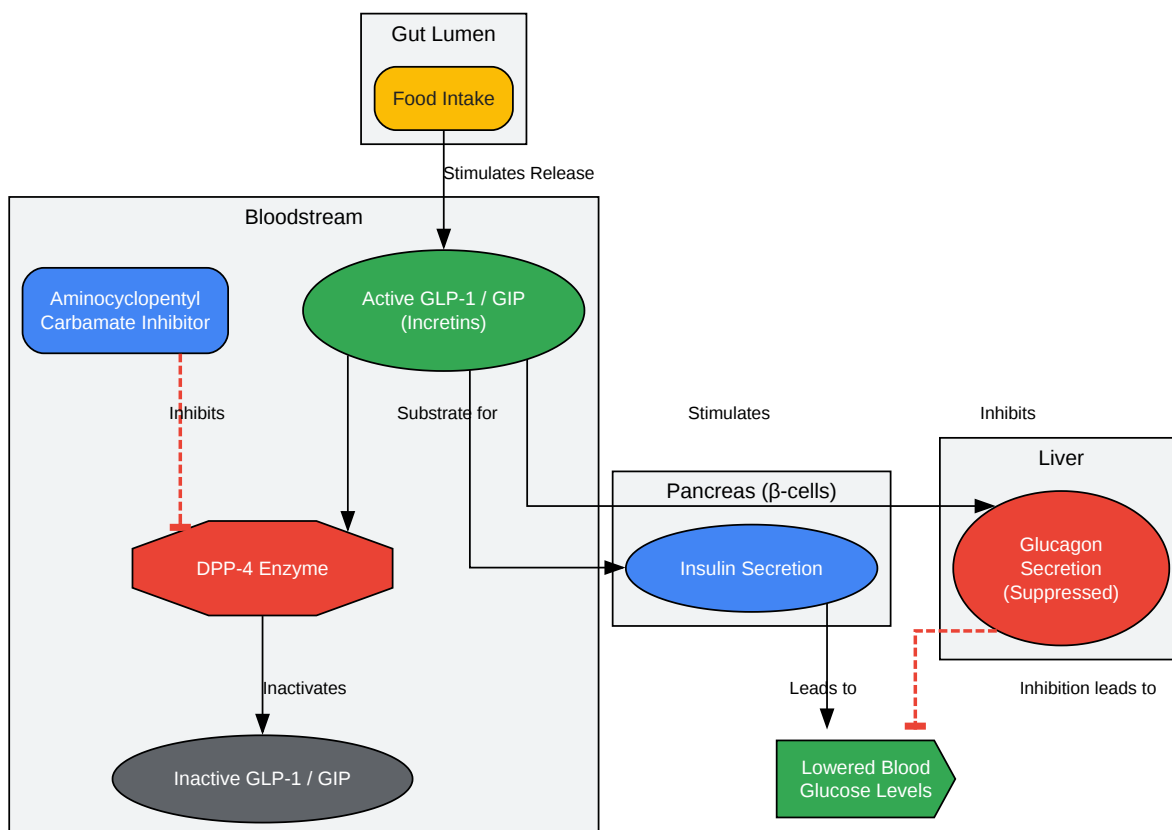 Gut Lumen
Food Intake
Stimulates Release
Bloodstream
Aminocyclopentyl
Carbamate Inhibitor
Active GLP-1 / GIP
(Incretins)
Inhibits
Substrate for
Stimulates
Inhibits
Liver
Pancreas (β-cells)
Glucagon
Secretion
(Suppressed)
Insulin Secretion
DPP-4 Enzyme
Inactivates
Leads to
Inhibition leads to
Inactive GLP-1 / GIP
Lowered Blood
Glucose Levels